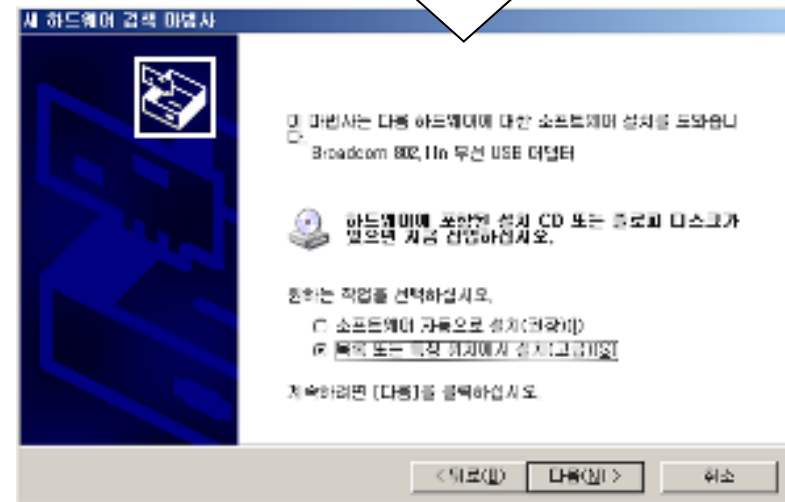 새 하드웨어 검색 마법사
이 마법사는 다음 하드웨어에 대한 소프트웨어 설치를 도와줍니
다.
Broadcom 802.11n 무선 USB 어댑터
하드웨어에 포함된 설치 CD 또는 플로피 디스크가
있으면 지금 삽입하십시오.
원하는 작업을 선택하십시오.
소프트웨어 자동으로 설치(권장)(I)
목록 또는 특정 위치에서 설치(고급)(S)
계속하려면 [다음]을 클릭하십시오.
< 뒤로(B)
다음(N) >
취소